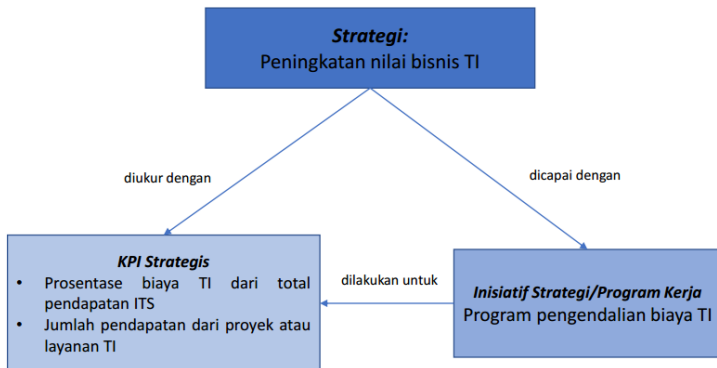 Strategi:
Peningkatan nilai bisnis TI
diukur dengan
dicapai dengan
KPI Strategis
• Prosentase biaya TI dari total
pendapatan ITS
• Jumlah pendapatan dari proyek atau
layanan TI
dilakukan untuk
Inisiatif Strategi/Program Kerja
Program pengendalian biaya TI